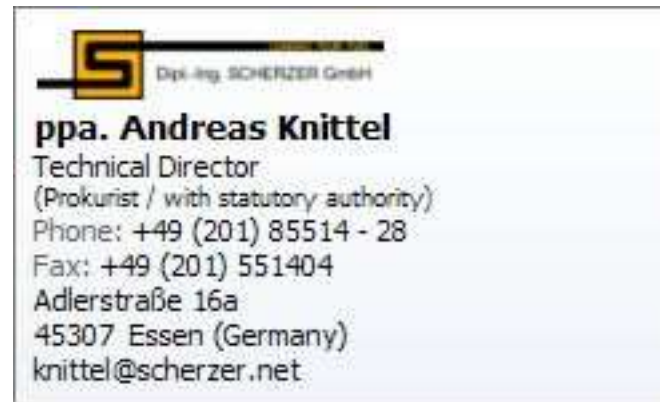 Dipl.-Ing. SCHERZER GmbH
ppa. Andreas Knittel
Technical Director
(Prokurist / with statutory authority)
Phone: +49 (201) 85514 - 28
Fax: +49 (201) 551404
Adlerstraße 16a
45307 Essen (Germany)
knittel@scherzer.net